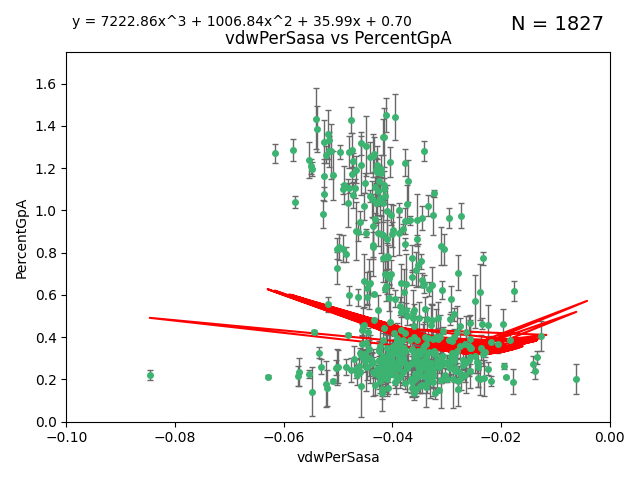 y = 7222.86x^3 + 1006.84x^2 + 35.99x + 0.70
N = 1827
vdwPerSasa vs PercentGpA
PercentGpA
1.6
1.4
1.2
1.0
0.8
0.6
0.4
0.2
0.0
−0.10 −0.08 −0.06 −0.04 −0.02 0.00
vdwPerSasa